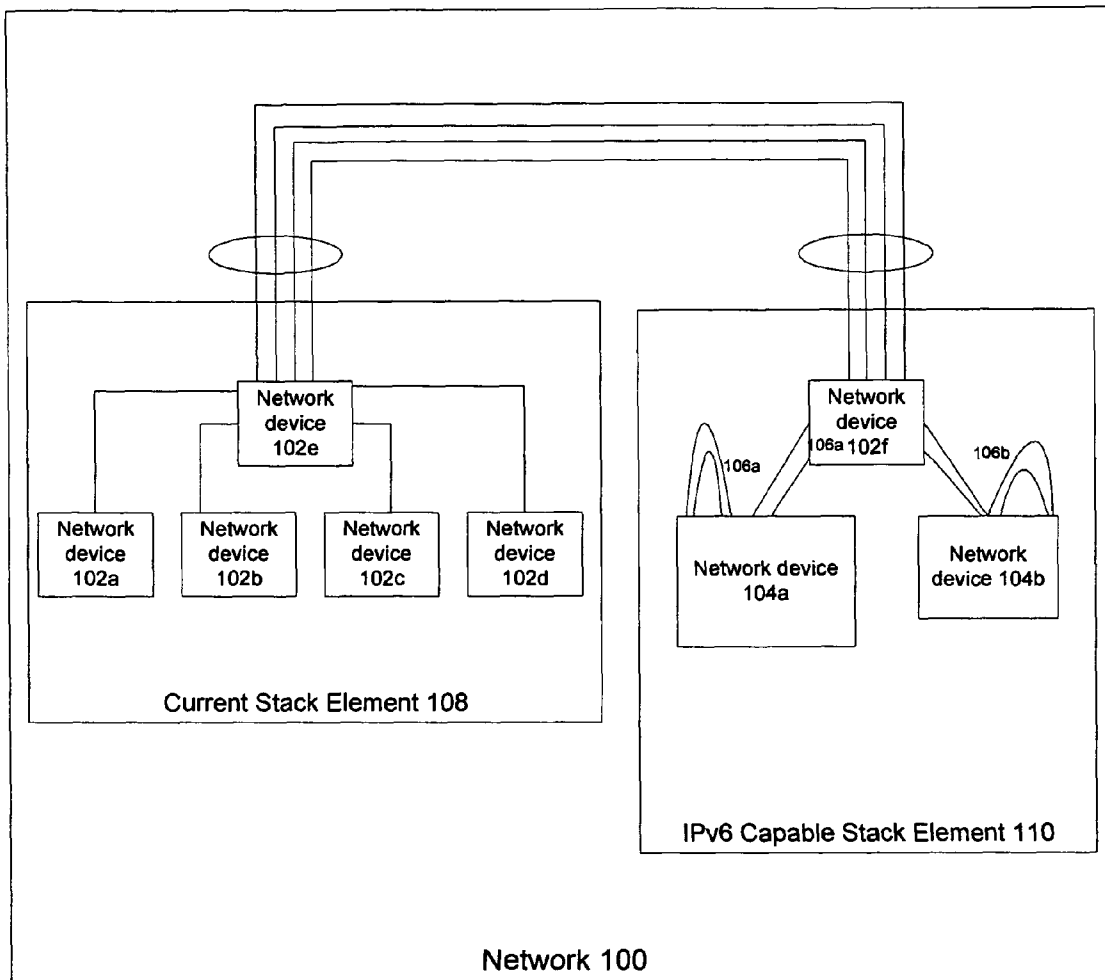 Network
device
102e
Network
device
102a
Network
device
102b
Network
device
102c
Network
device
102d
Current Stack Element 108
Network
device
102f
106a
106a
106b
Network device
104a
Network
device 104b
IPv6 Capable Stack Element 110
Network 100